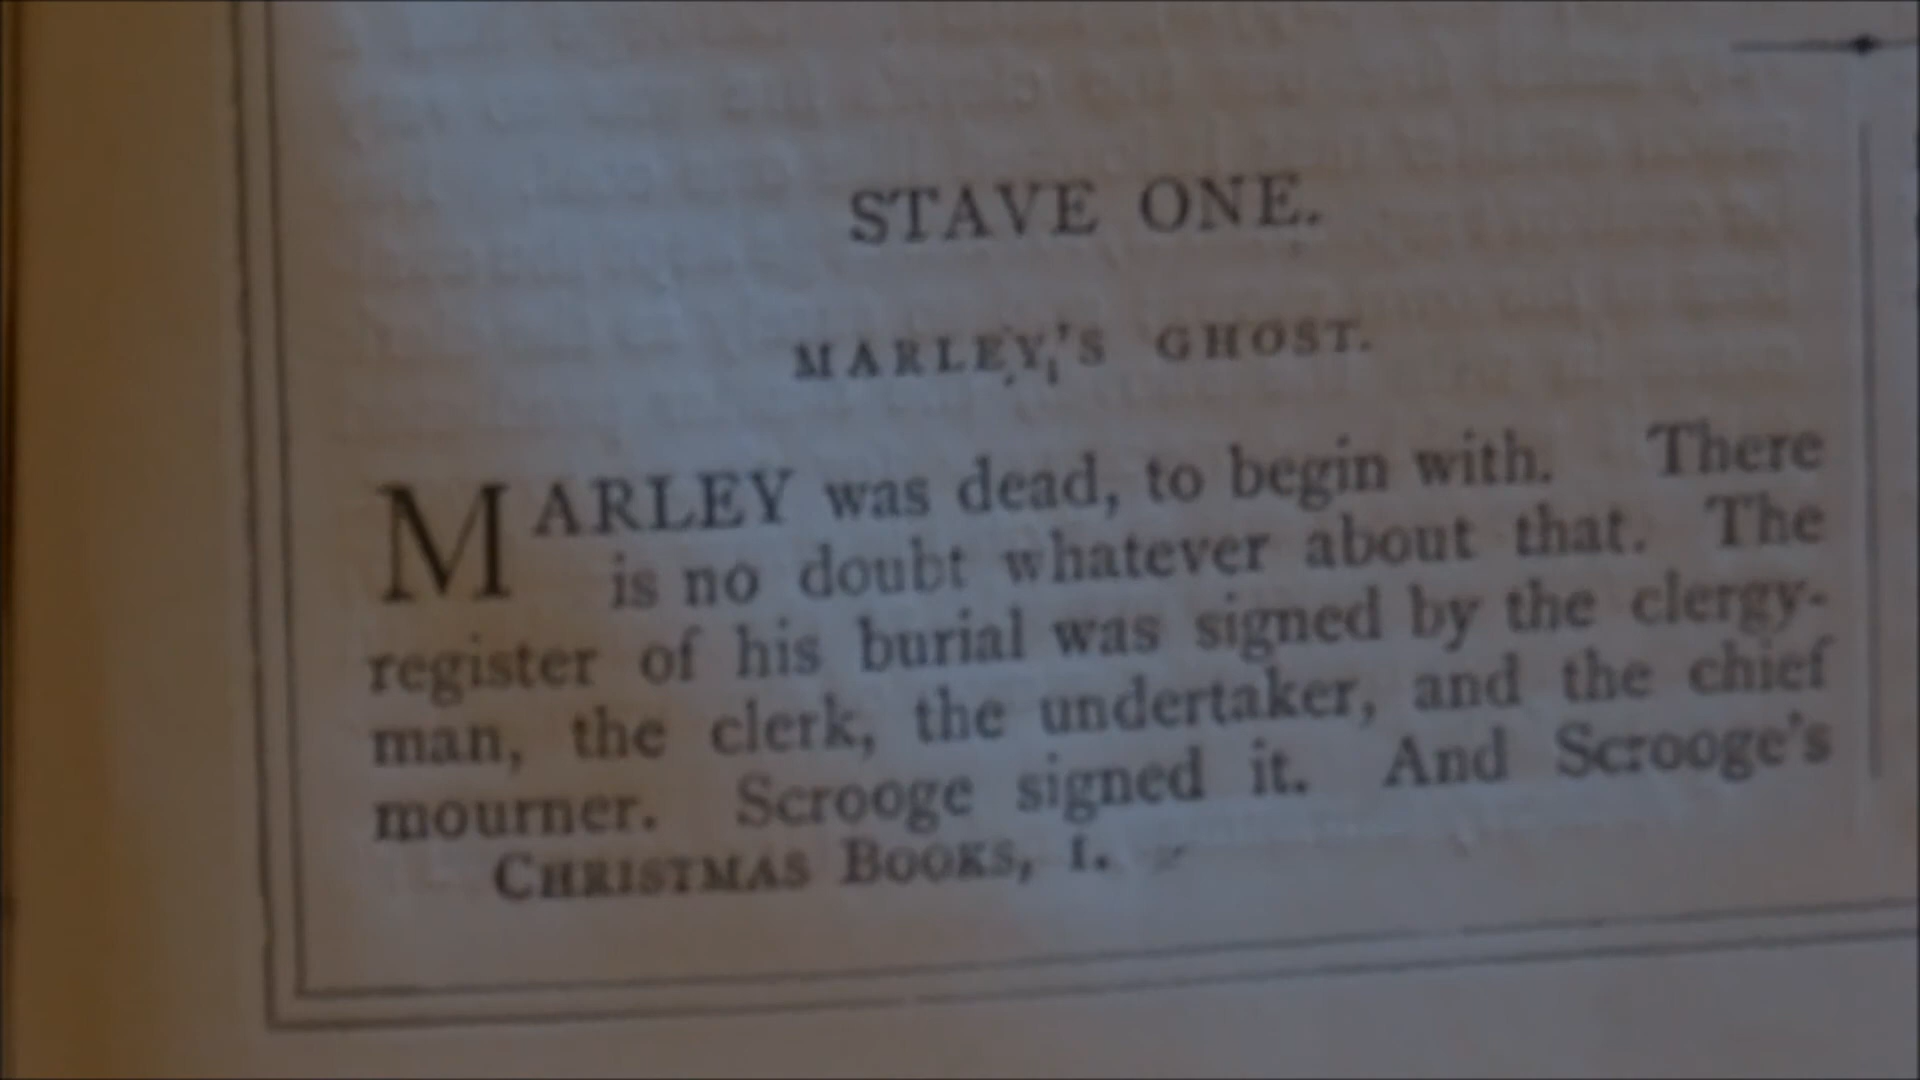 STAVE ONE.
MARLEY'S GHOST.
MARLEY was dead, to begin with. There
is no doubt whatever about that. The
register of his burial was signed by the clergy-
man, the clerk, the undertaker, and the chief
mourner. Scrooge signed it. And Scrooge's
CHRISTMAS BOOKS, I.